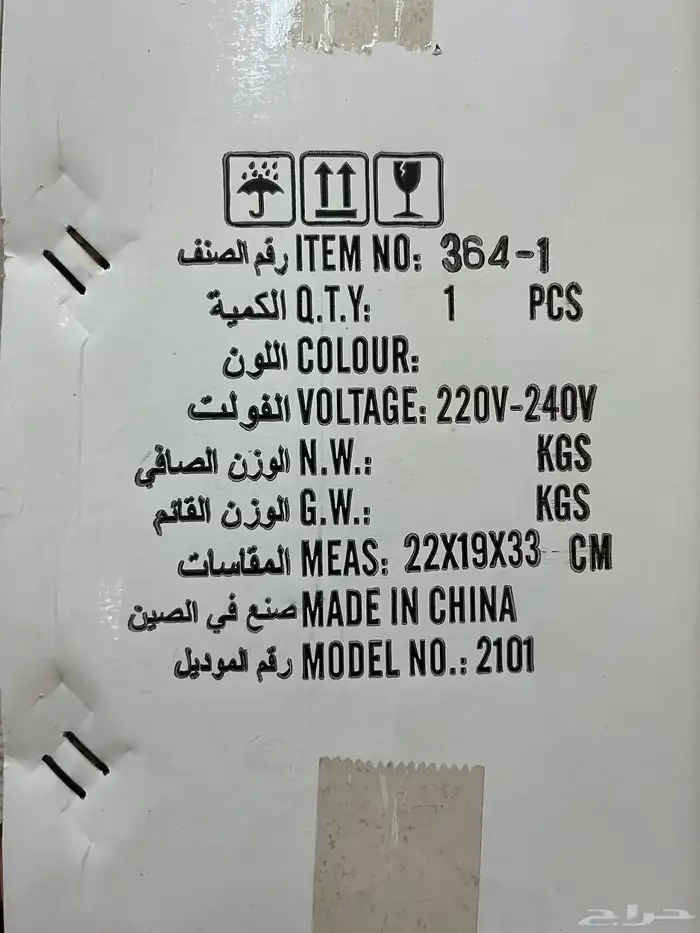 رقم الصنف ITEM NO: 364-1
الكمية Q.T.Y: 1 PCS
اللون COLOUR:
الفولت VOLTAGE: 220V-240V
الوزن الصافي N.W.: KGS
الوزن القائم G.W.: KGS
المقاسات MEAS: 22X19X33 CM
صنع في الصين MADE IN CHINA
رقم الموديل MODEL NO.: 2101
حراج